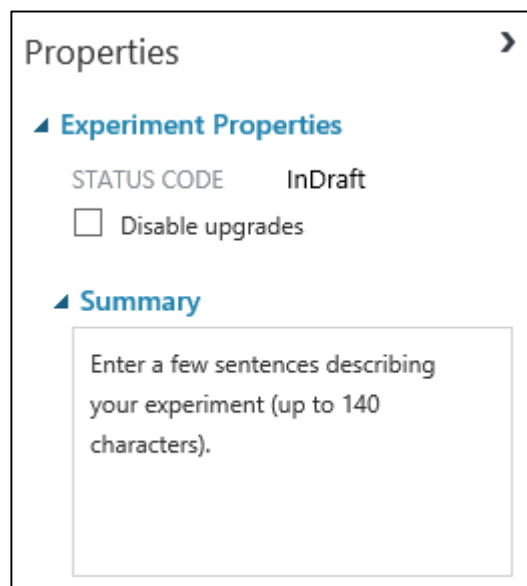 Properties
Experiment Properties
STATUS CODE InDraft
Disable upgrades
Summary
Enter a few sentences describing
your experiment (up to 140
characters).